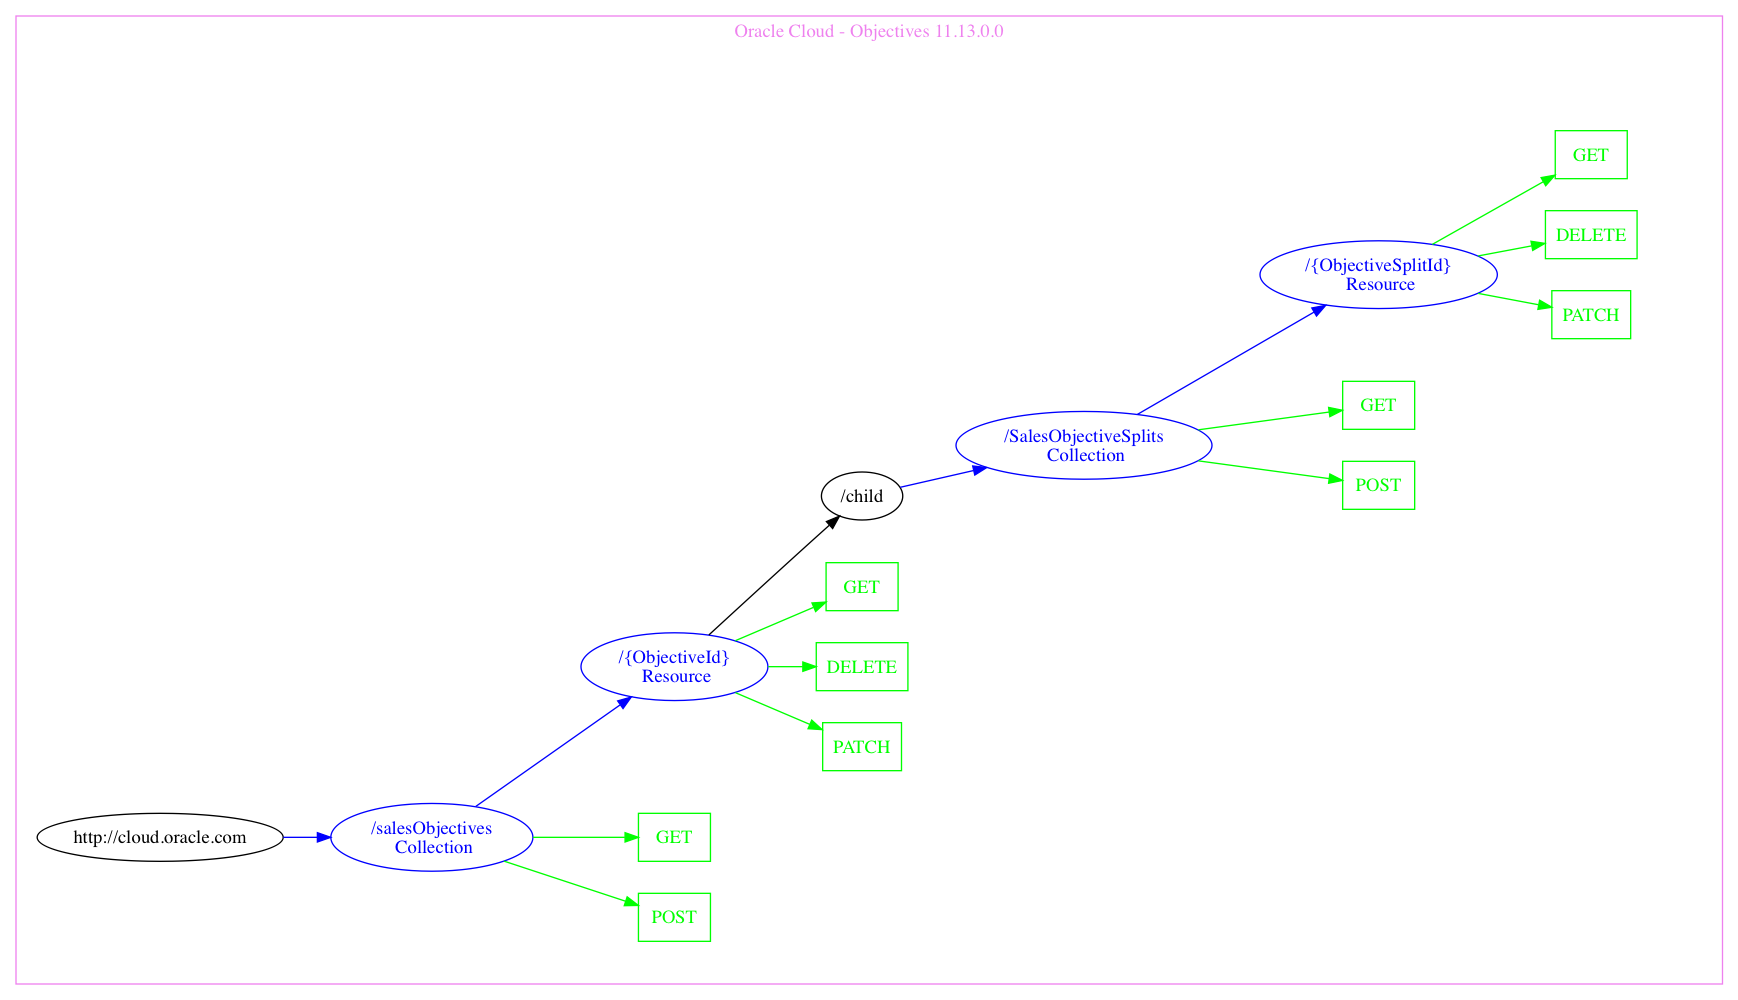 Oracle Cloud - Objectives 11.13.0.0
GET
DELETE
/{ObjectiveSplitId}
Resource
PATCH
GET
/SalesObjectiveSplits
Collection
POST
/child
GET
/{ObjectiveId}
Resource
DELETE
PATCH
http://cloud.oracle.com
/salesObjectives
Collection
GET
POST